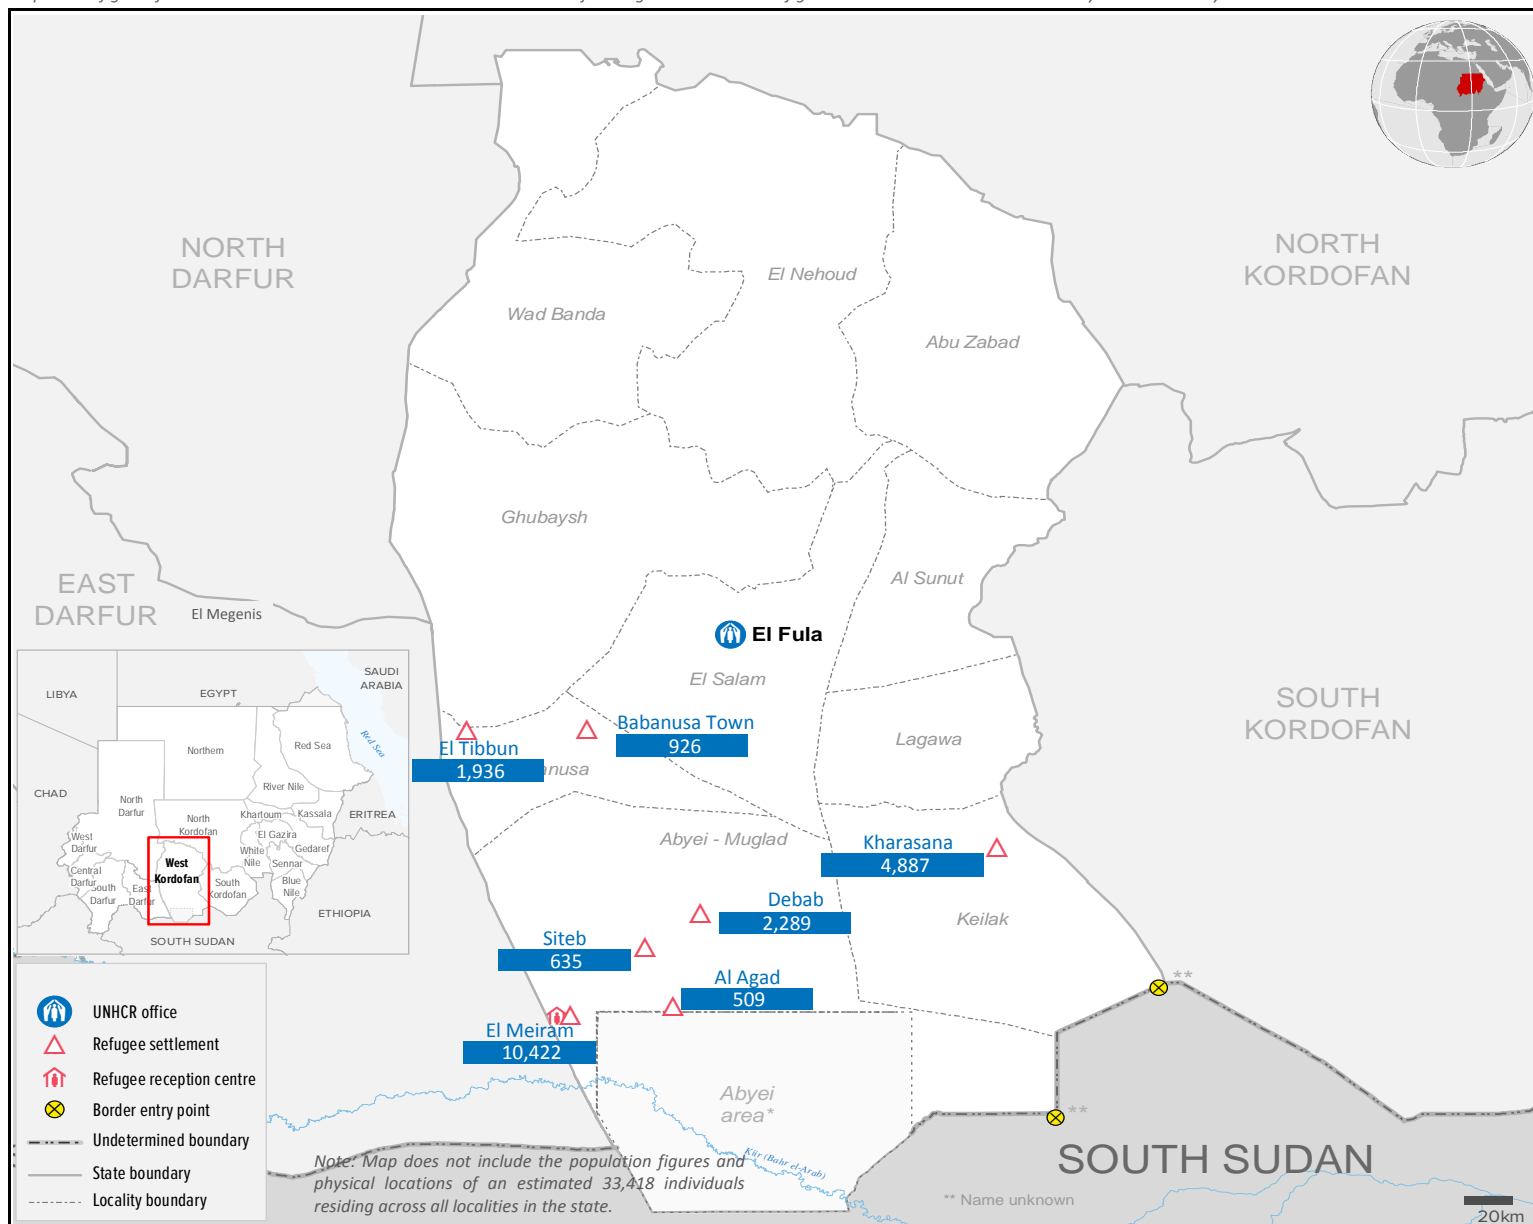 NORTH
DARFUR
NORTH
KORDOFAN
El Nehoud
Wad Banda
Abu Zabad
Ghubaysh
Al Sunut
EAST
DARFUR
El Megenis
El Fula
El Salam
SOUTH
KORDOFAN
Lagawa
Babanusa Town
926
El Tibbun
1,936
anusa
Abyei - Muglad
Kharasana
4,887
Debab
2,289
Keilak
Siteb
635
Al Agad
509
El Meiram
10,422
Abyei
area*
**
**
Kiir (Bahr el-Arab)
SOUTH SUDAN
** Name unknown
20km
Note: Map does not include the population figures and
physical locations of an estimated 33,418 individuals
residing across all localities in the state.
LIBYA
EGYPT
SAUDI
ARABIA
Red Sea
Northern
Red Sea
River Nile
CHAD
North
Darfur
North
Kordofan
Khartoum
Kassala
ERITREA
El Gazira
West
Darfur
White
Nile
Gedaref
Sennar
Central
Darfur
South
Darfur
East
Darfur
West
Kordofan
South
Kordofan
Blue
Nile
ETHIOPIA
SOUTH SUDAN
UNHCR office
Refugee settlement
Refugee reception centre
Border entry point
Undetermined boundary
State boundary
Locality boundary